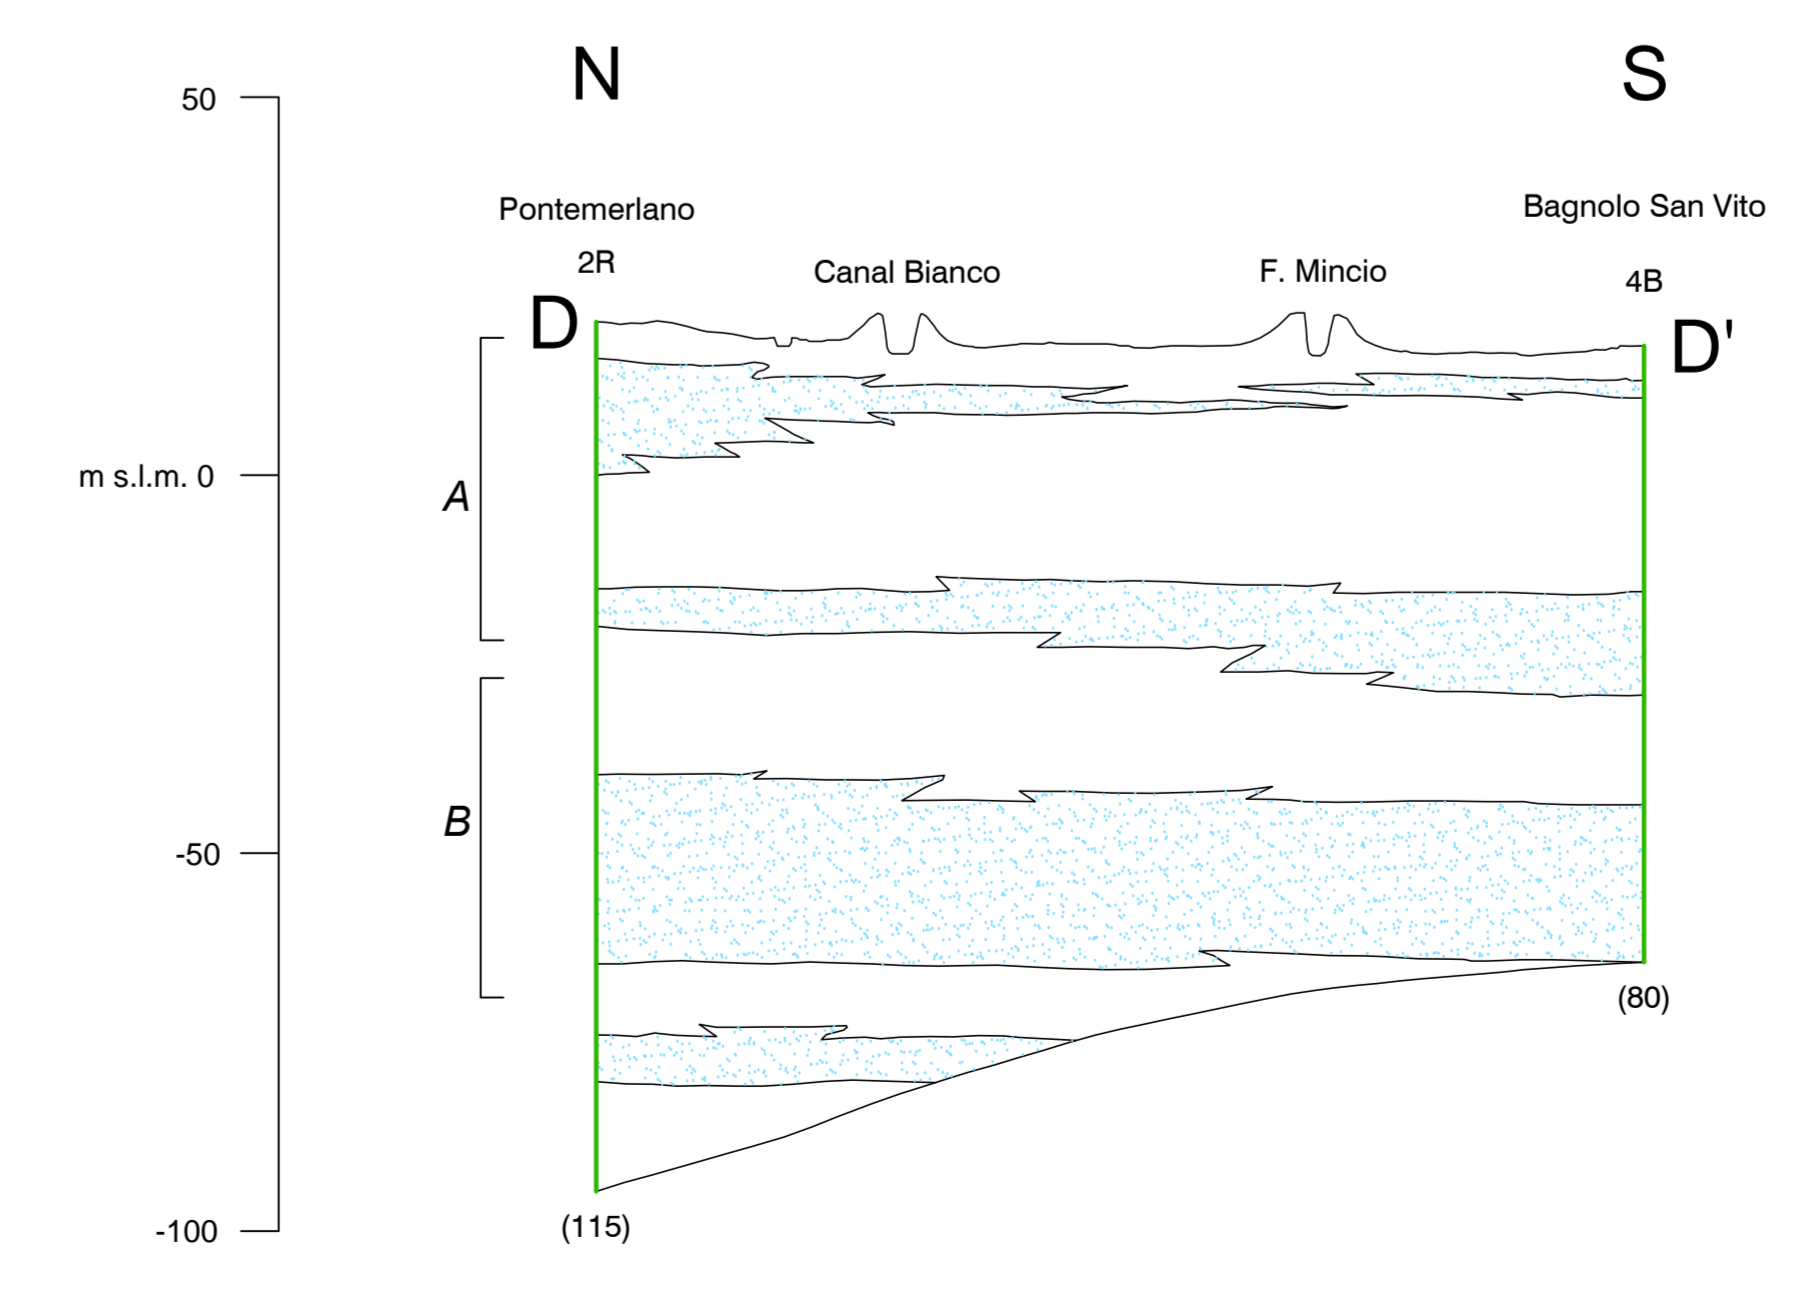 N
S
50
Pontemerlano
Bagnolo San Vito
2R
Canal Bianco
F. Mincio
4B
D
D'
m s.l.m. 0
A
-50
B
(80)
(115)
-100